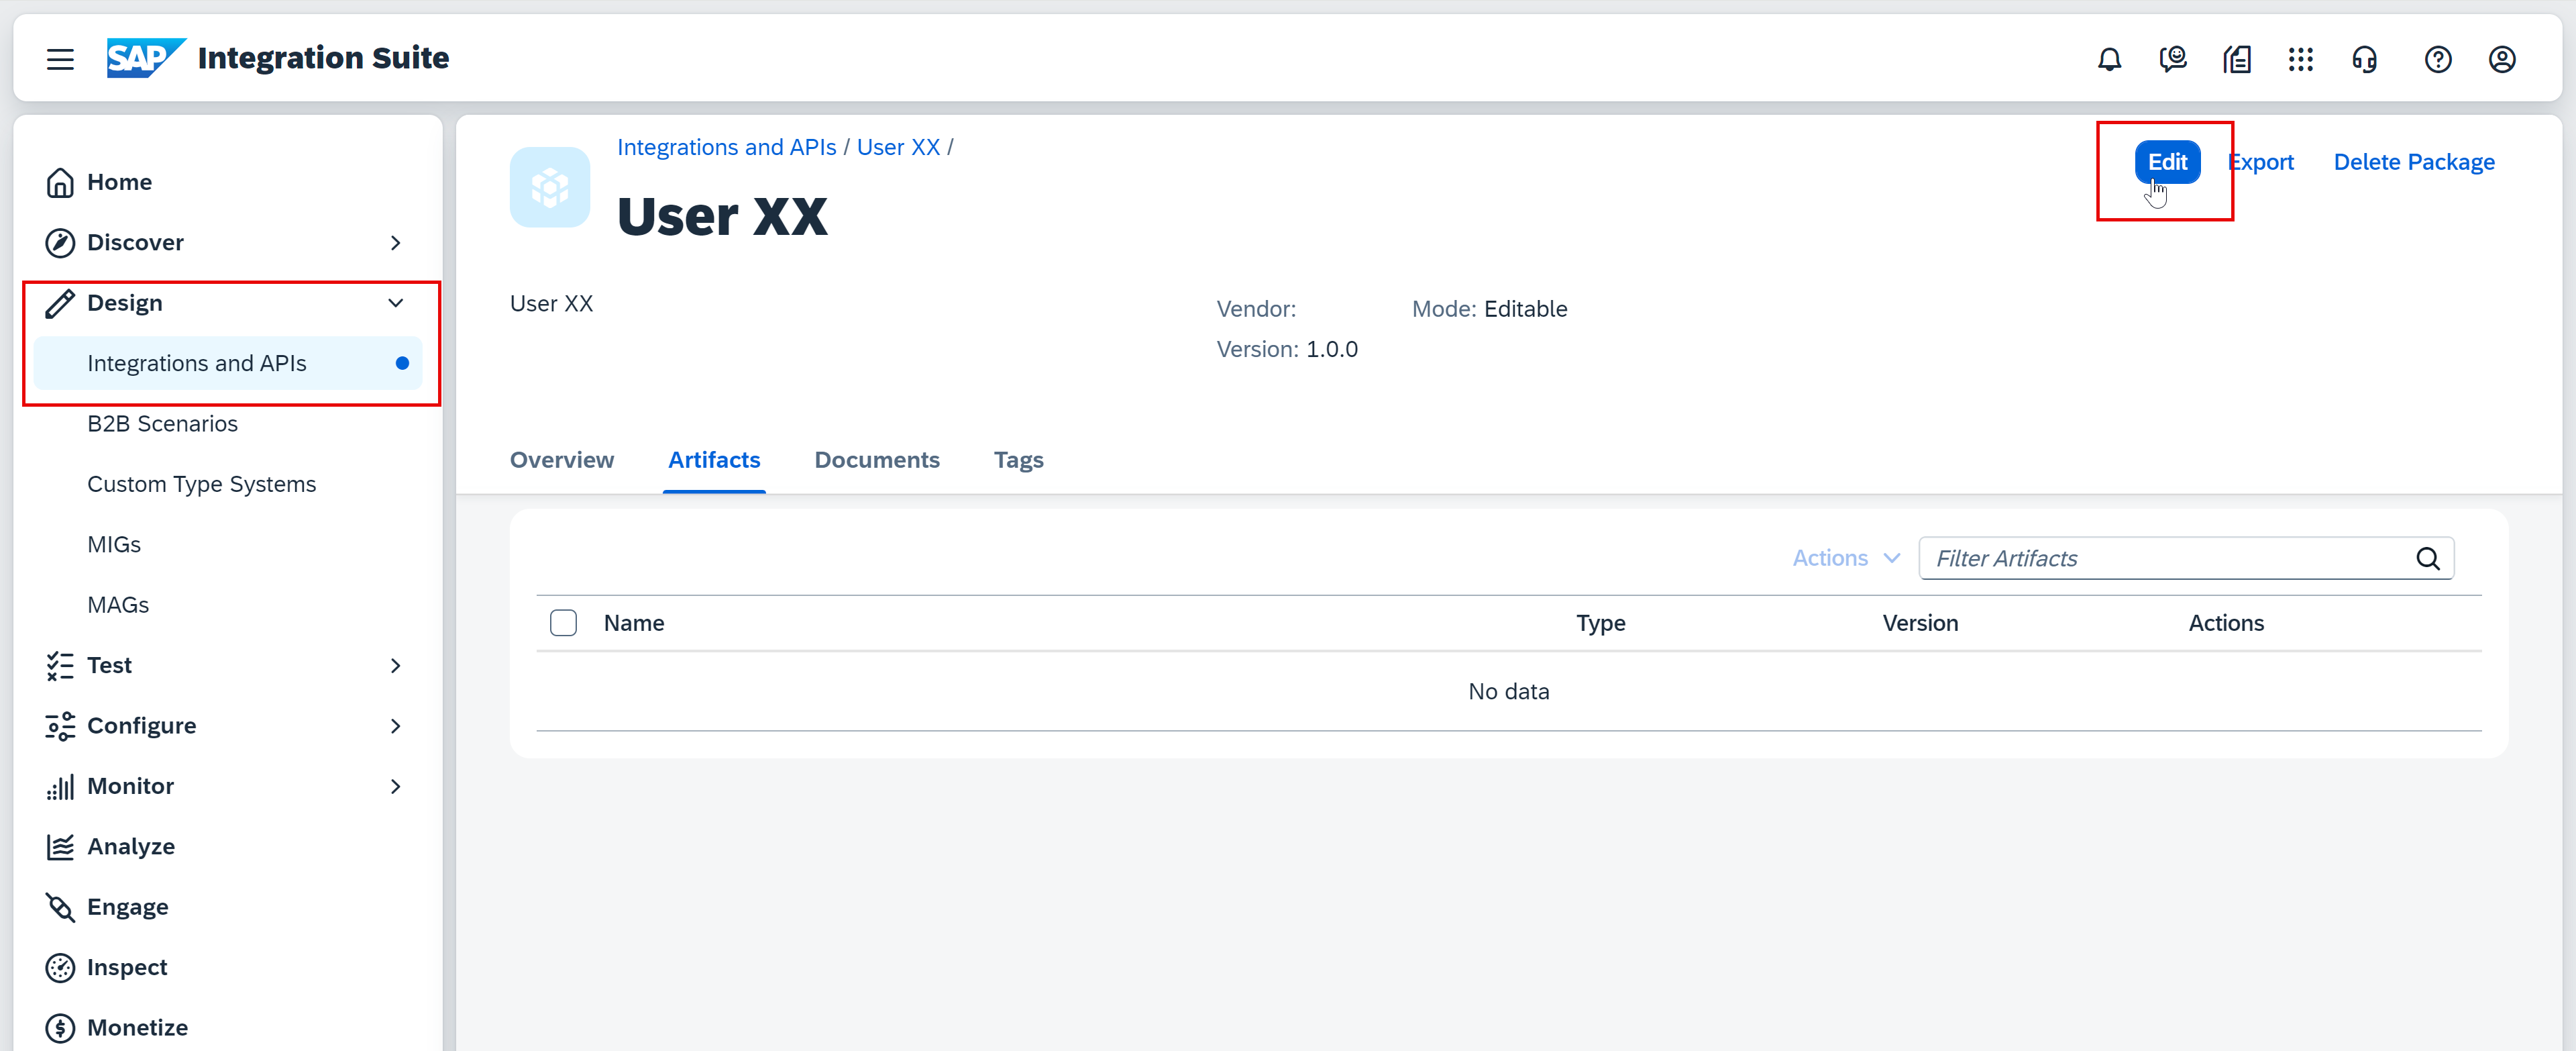 SAP Integration Suite
Home
Discover
Design
Integrations and APIs
B2B Scenarios
Custom Type Systems
MIGs
MAGs
Test
Configure
Monitor
Analyze
Engage
Inspect
Monetize
Integrations and APIs / User XX /
User XX
Edit Export Delete Package
User XX
Vendor: Mode: Editable
Version: 1.0.0
Overview Artifacts Documents Tags
Actions Filter Artifacts
Name Type Version Actions
No data